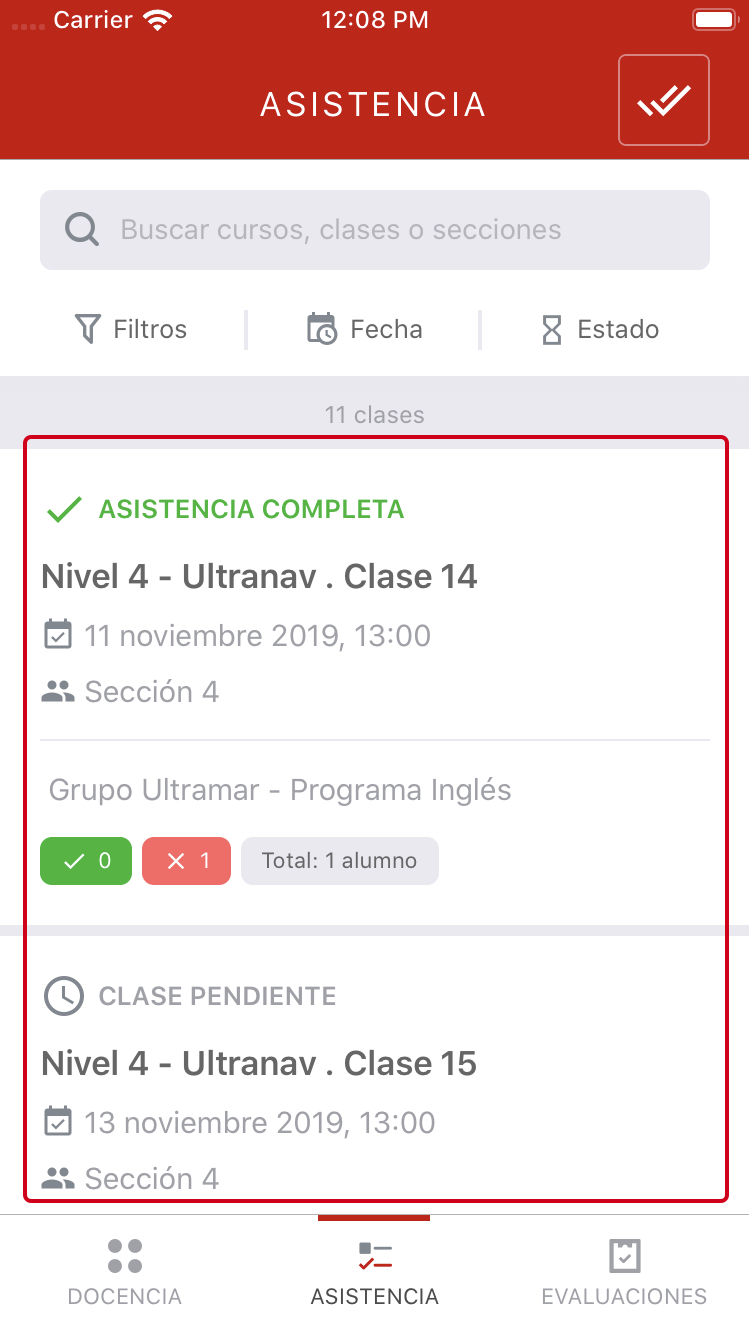 Carrier 12:08 PM
ASISTENCIA
Buscar cursos, clases o secciones
Filtros Fecha Estado
11 clases
ASISTENCIA COMPLETA
Nivel 4 - Ultranav . Clase 14
11 noviembre 2019, 13:00
Sección 4
Grupo Ultramar - Programa Inglés
0 1 Total: 1 alumno
CLASE PENDIENTE
Nivel 4 - Ultranav . Clase 15
13 noviembre 2019, 13:00
Sección 4
DOCENCIA ASISTENCIA EVALUACIONES